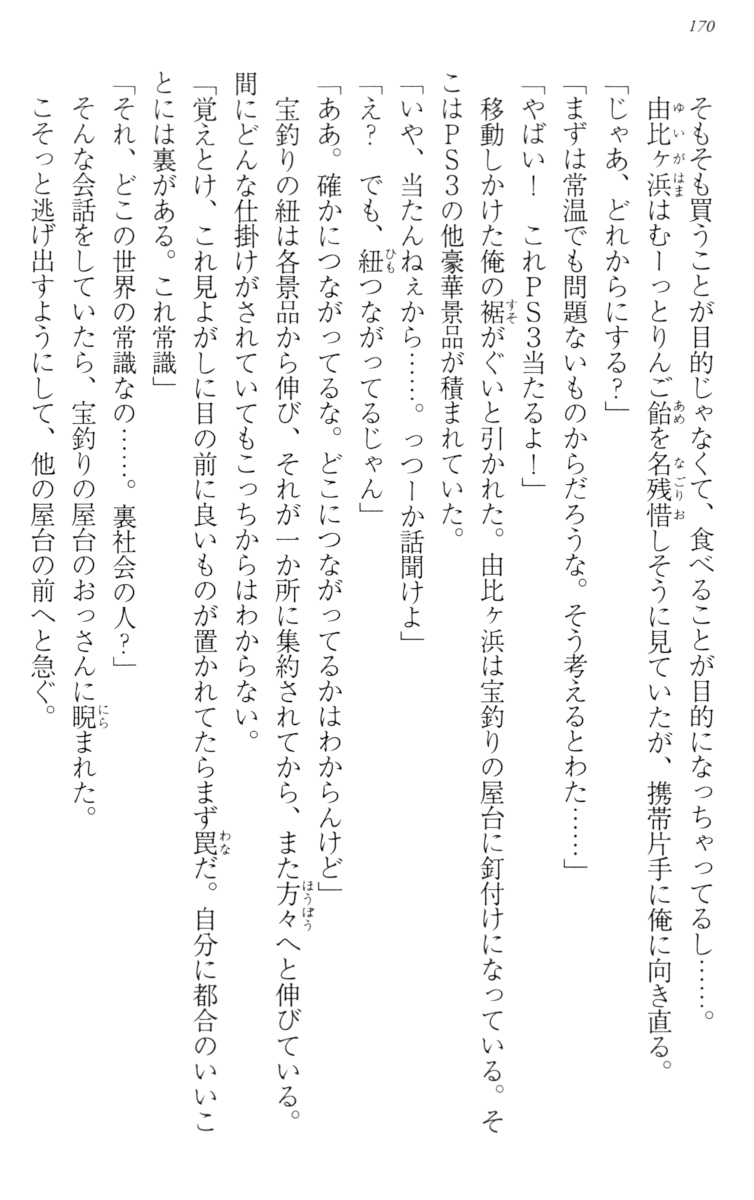 170
そもそも買うことが目的じゃなくて、食べることが目的になっちゃってるし……。
由比ヶ浜はむーっとりんご飴を名残惜しそうに見ていたが、携帯片手に俺に向き直る。
「じゃあ、どれからにする？」
「まずは常温でも問題ないものからだろうな。そう考えるとわた……」
「やばい！　これPS3当たるよ！」
移動しかけた俺の裾がぐいと引かれた。由比ヶ浜は宝釣りの屋台に釘付けになっている。そ
こはPS3の他豪華景品が積まれていた。
「いや、当たんねぇから……。っつーか話聞けよ」
「え？　でも、紐つながってるじゃん」
「ああ。確かにつながってるな。どこにつながってるかはわからんけど」
宝釣りの紐は各景品から伸び、それが一か所に集約されてから、また方々へと伸びている。
間にどんな仕掛けがされていてもこっちからはわからない。
「覚えとけ、これ見よがしに目の前に良いものが置かれてたらまず罠だ。自分に都合のいいこ
とには裏がある。これ常識」
「それ、どこの世界の常識なの……。裏社会の人？」
そんな会話をしていたら、宝釣りの屋台のおっさんに睨まれた。
こそっと逃げ出すようにして、他の屋台の前へと急ぐ。